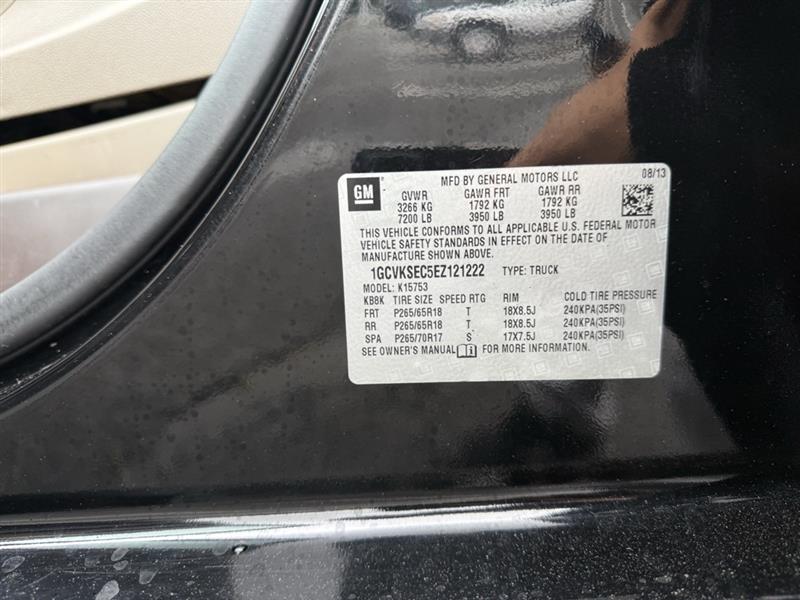 GM
MFD BY GENERAL MOTORS LLC 08/13
GVWR GAWR FRT GAWR RR
3266 KG 1792 KG 1792 KG
7200 LB 3950 LB 3950 LB
THIS VEHICLE CONFORMS TO ALL APPLICABLE U.S. FEDERAL MOTOR
VEHICLE SAFETY STANDARDS IN EFFECT ON THE DATE OF
MANUFACTURE SHOWN ABOVE.
1GCVKSEC5EZ121222 TYPE: TRUCK
MODEL: K15753
KB8K TIRE SIZE SPEED RTG RIM COLD TIRE PRESSURE
FRT P265/65R18 T 18X8.5J 240KPA(35PSI)
RR P265/65R18 T 18X8.5J 240KPA(35PSI)
SPA P265/70R17 S 17X7.5J 240KPA(35PSI)
SEE OWNER'S MANUAL FOR MORE INFORMATION.